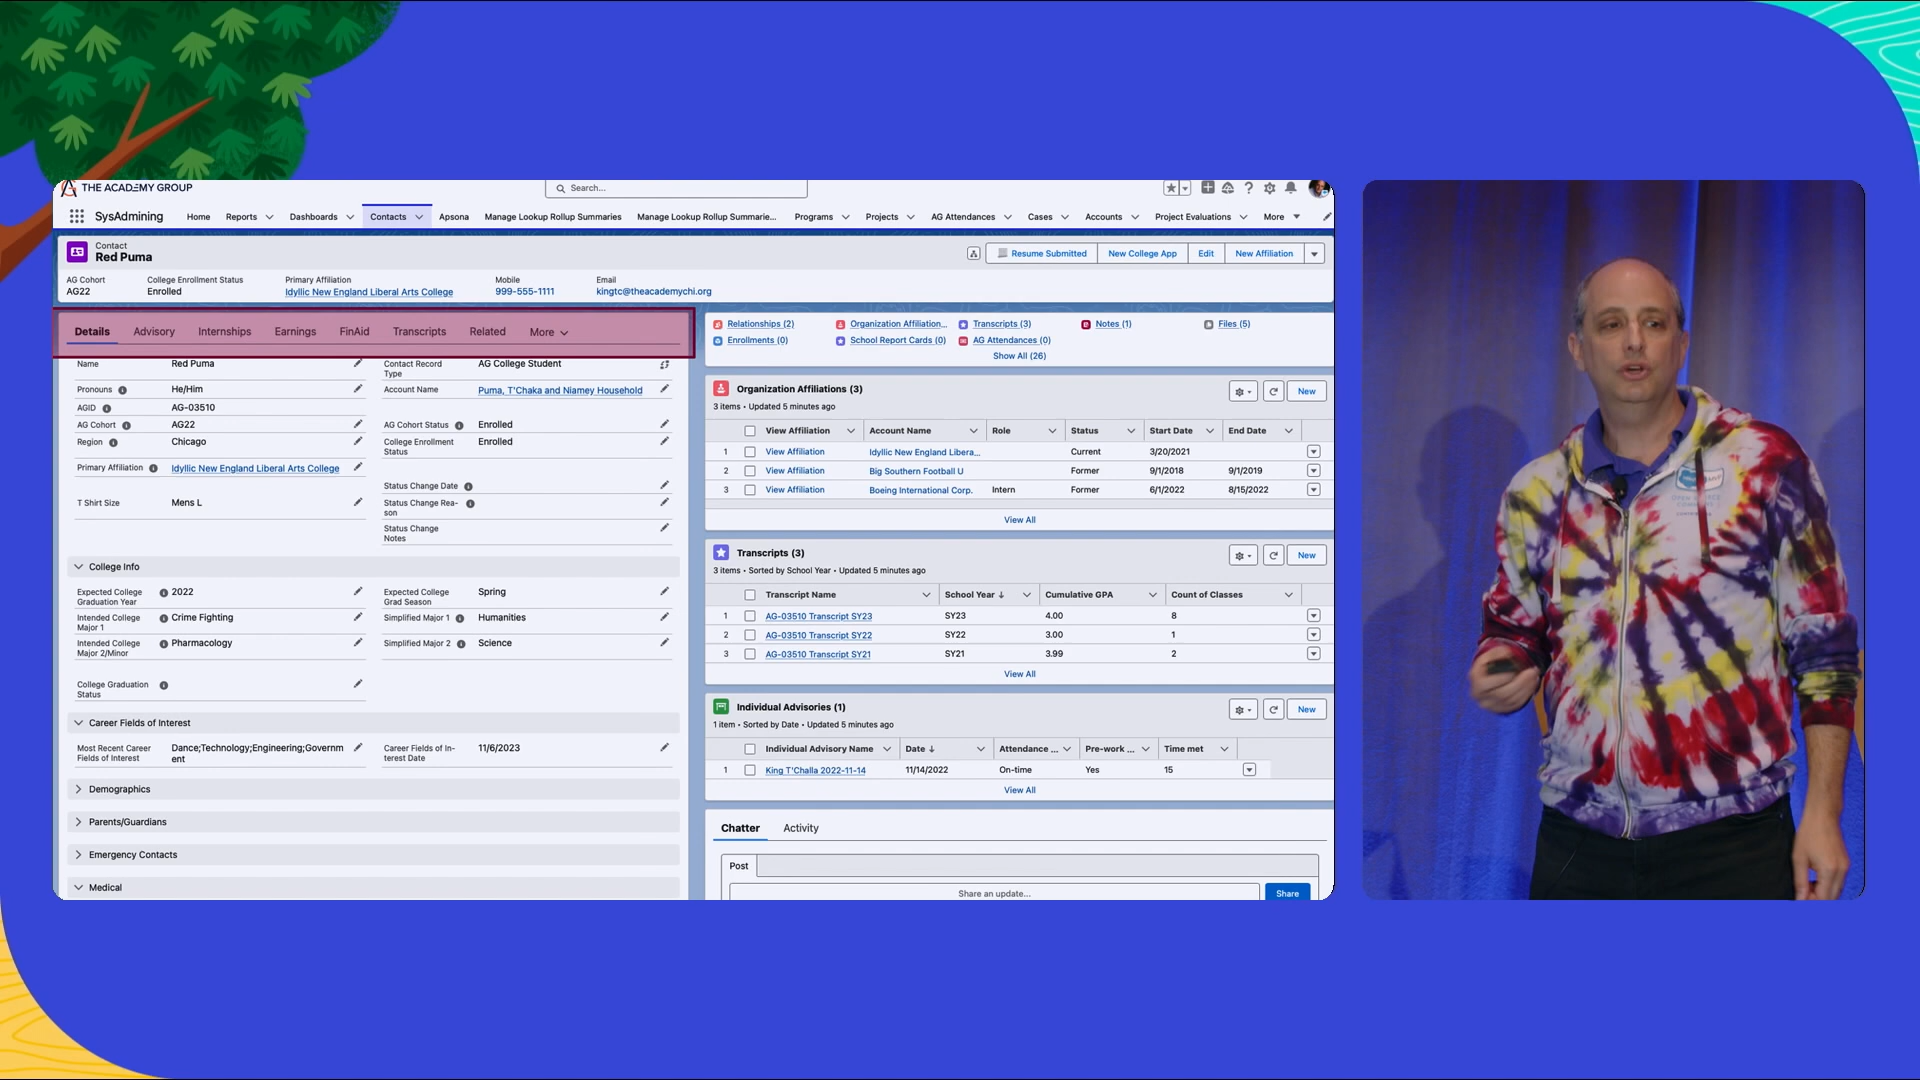 THE ACADEMY GROUP
Search...
SysAdmining Home Reports Dashboards Contacts Apsona Manage Lookup Rollup Summaries Manage Lookup Rollup Summarie... Programs Projects AG Attendances Cases Accounts Project Evaluations More
Contact
Red Puma
Resume Submitted New College App Edit New Affiliation
AG Cohort College Enrollment Status Primary Affiliation Mobile Email
AG22 Enrolled Idyllic New England Liberal Arts College 999-555-1111 kingtc@theacademychi.org
Details Advisory Internships Earnings FinAid Transcripts Related More
Name Red Puma Contact Record Type AG College Student
Pronouns He/Him Account Name Puma, T'Chaka and Niamey Household
AGID AG-03510
AG Cohort AG22 AG Cohort Status Enrolled
Region Chicago College Enrollment Status Enrolled
Primary Affiliation Idyllic New England Liberal Arts College
Status Change Date
T Shirt Size Mens L Status Change Rea-
son
Status Change
Notes
College Info
Expected College Graduation Year 2022 Expected College Grad Season Spring
Intended College Major 1 Crime Fighting Simplified Major 1 Humanities
Intended College Major 2/Minor Pharmacology Simplified Major 2 Science
College Graduation
Status
Career Fields of Interest
Most Recent Career Fields of Interest Dance;Technology;Engineering;Government Career Fields of In-
terest Date 11/6/2023
Demographics
Parents/Guardians
Emergency Contacts
Medical
Relationships (2) Organization Affiliation... Transcripts (3) Notes (1) Files (5)
Enrollments (0) School Report Cards (0) AG Attendances (0)
Show All (26)
Organization Affiliations (3) New
3 items • Updated 5 minutes ago
View Affiliation Account Name Role Status Start Date End Date
1 View Affiliation Idyllic New England Libera... Current 3/20/2021
2 View Affiliation Big Southern Football U Former 9/1/2018 9/1/2019
3 View Affiliation Boeing International Corp. Intern Former 6/1/2022 8/15/2022
View All
Transcripts (3) New
3 items • Sorted by School Year • Updated 5 minutes ago
Transcript Name School Year Cumulative GPA Count of Classes
1 AG-03510 Transcript SY23 SY23 4.00 8
2 AG-03510 Transcript SY22 SY22 3.00 1
3 AG-03510 Transcript SY21 SY21 3.99 2
View All
Individual Advisories (1) New
1 item • Sorted by Date • Updated 5 minutes ago
Individual Advisory Name Date Attendance ... Pre-work ... Time met
1 King T'Challa 2022-11-14 11/14/2022 On-time Yes 15
View All
Chatter Activity
Post
Share an update... Share